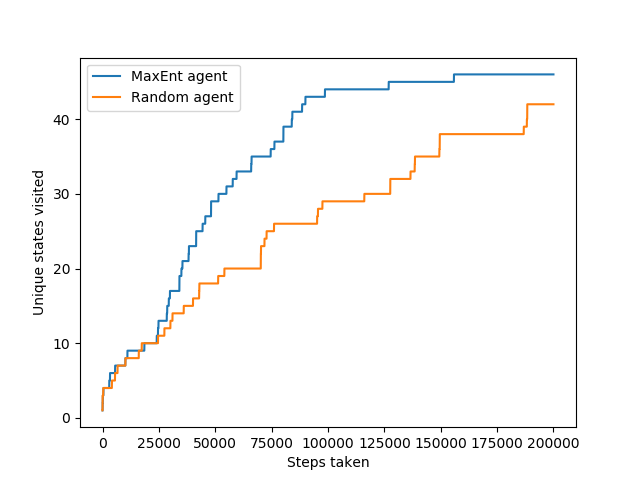 MaxEnt agent
Random agent
Unique states visited
40
30
20
10
0
0 25000 50000 75000 100000 125000 150000 175000 200000
Steps taken